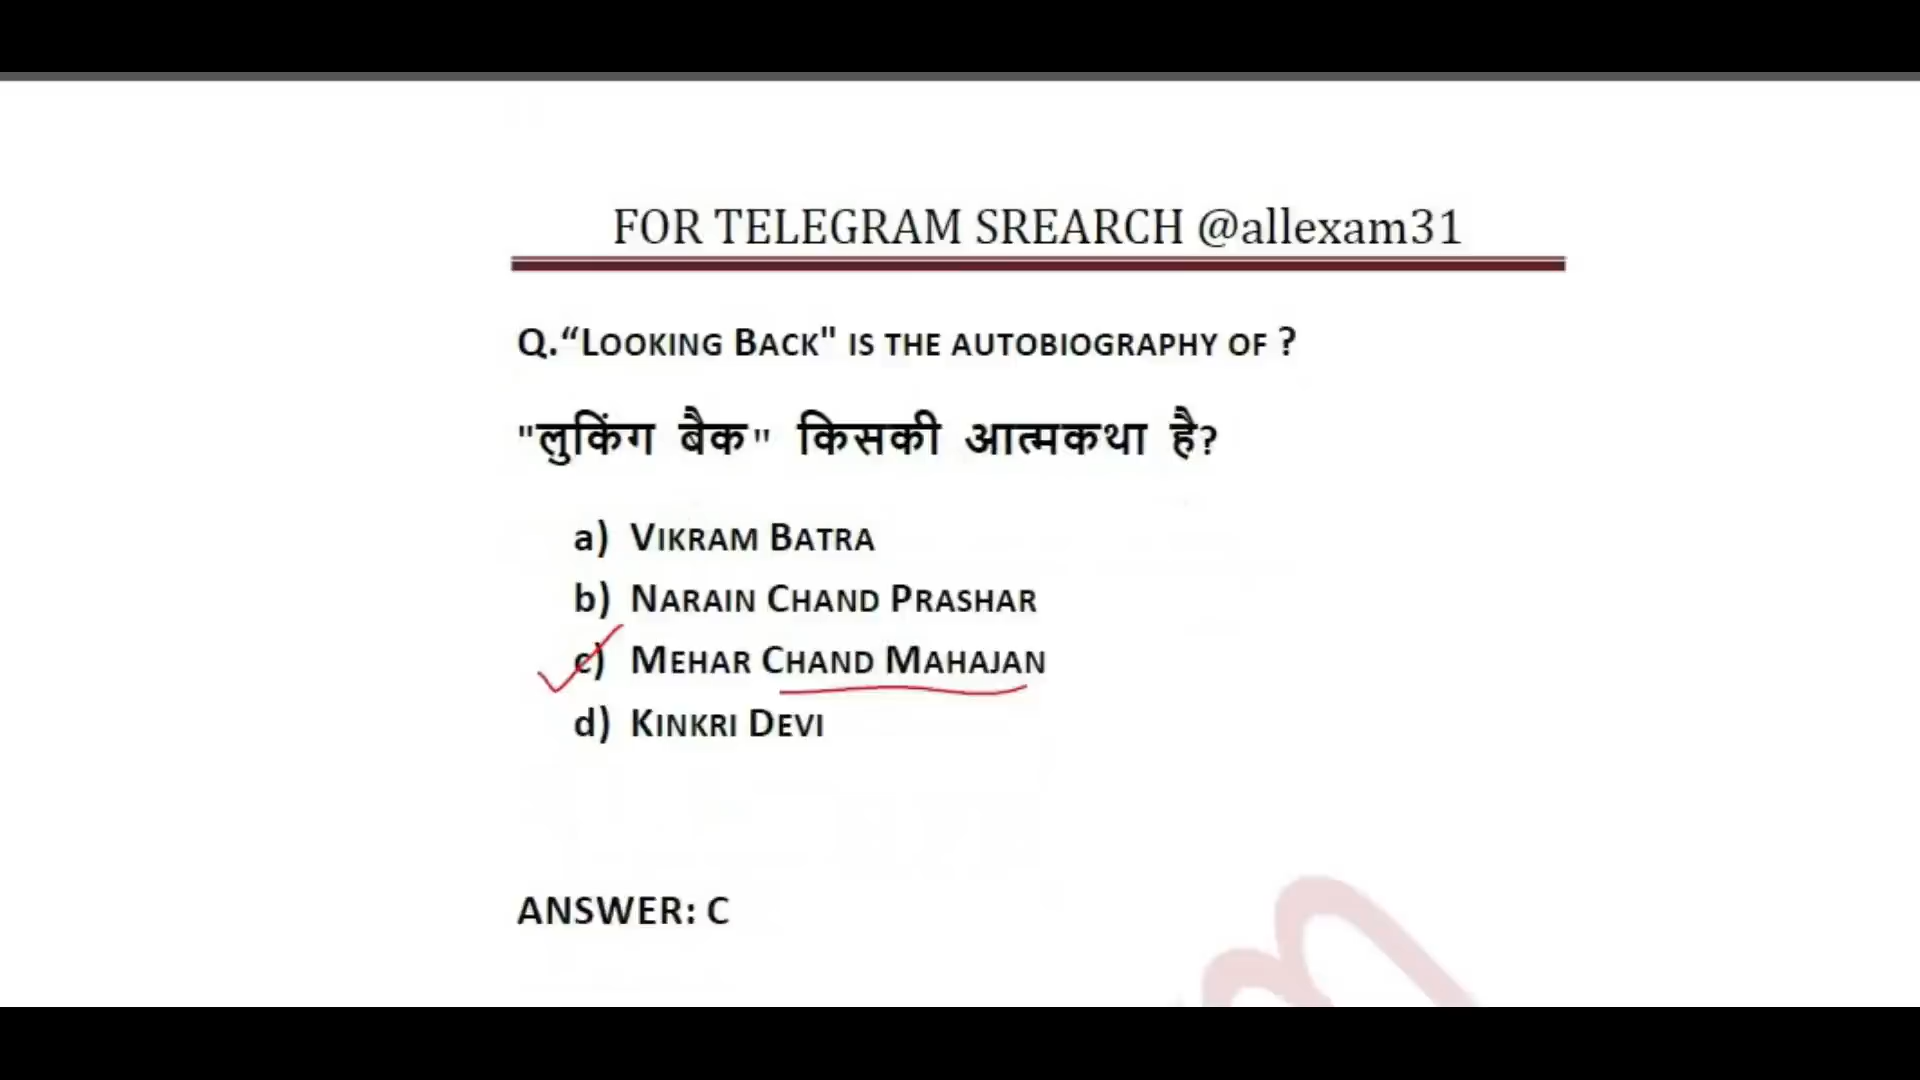 FOR TELEGRAM SREARCH @allexam31
Q.“LOOKING BACK" IS THE AUTOBIOGRAPHY OF ?
"लुकिंग बैक" किसकी आत्मकथा है?
a) VIKRAM BATRA
b) NARAIN CHAND PRASHAR
c) MEHAR CHAND MAHAJAN
d) KINKRI DEVI
ANSWER: C